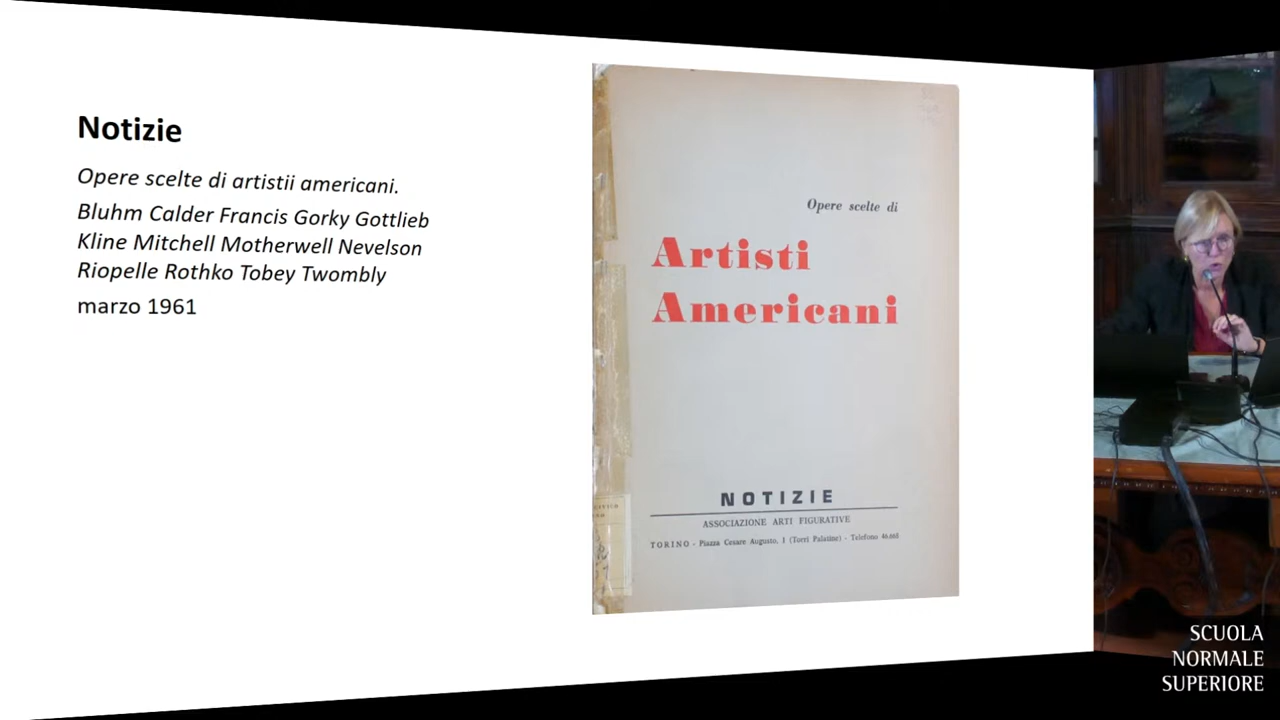 Notizie
Opere scelte di artistii americani.
Bluhm Calder Francis Gorky Gottlieb
Kline Mitchell Motherwell Nevelson
Riopelle Rothko Tobey Twombly
marzo 1961
Opere scelte di
Artisti
Americani
NOTIZIE
ASSOCIAZIONE ARTI FIGURATIVE
TORINO - Piazza Cesare Augusto, 1 (Torri Palatine) - Telefono 46.668
SCUOLA
NORMALE
SUPERIORE